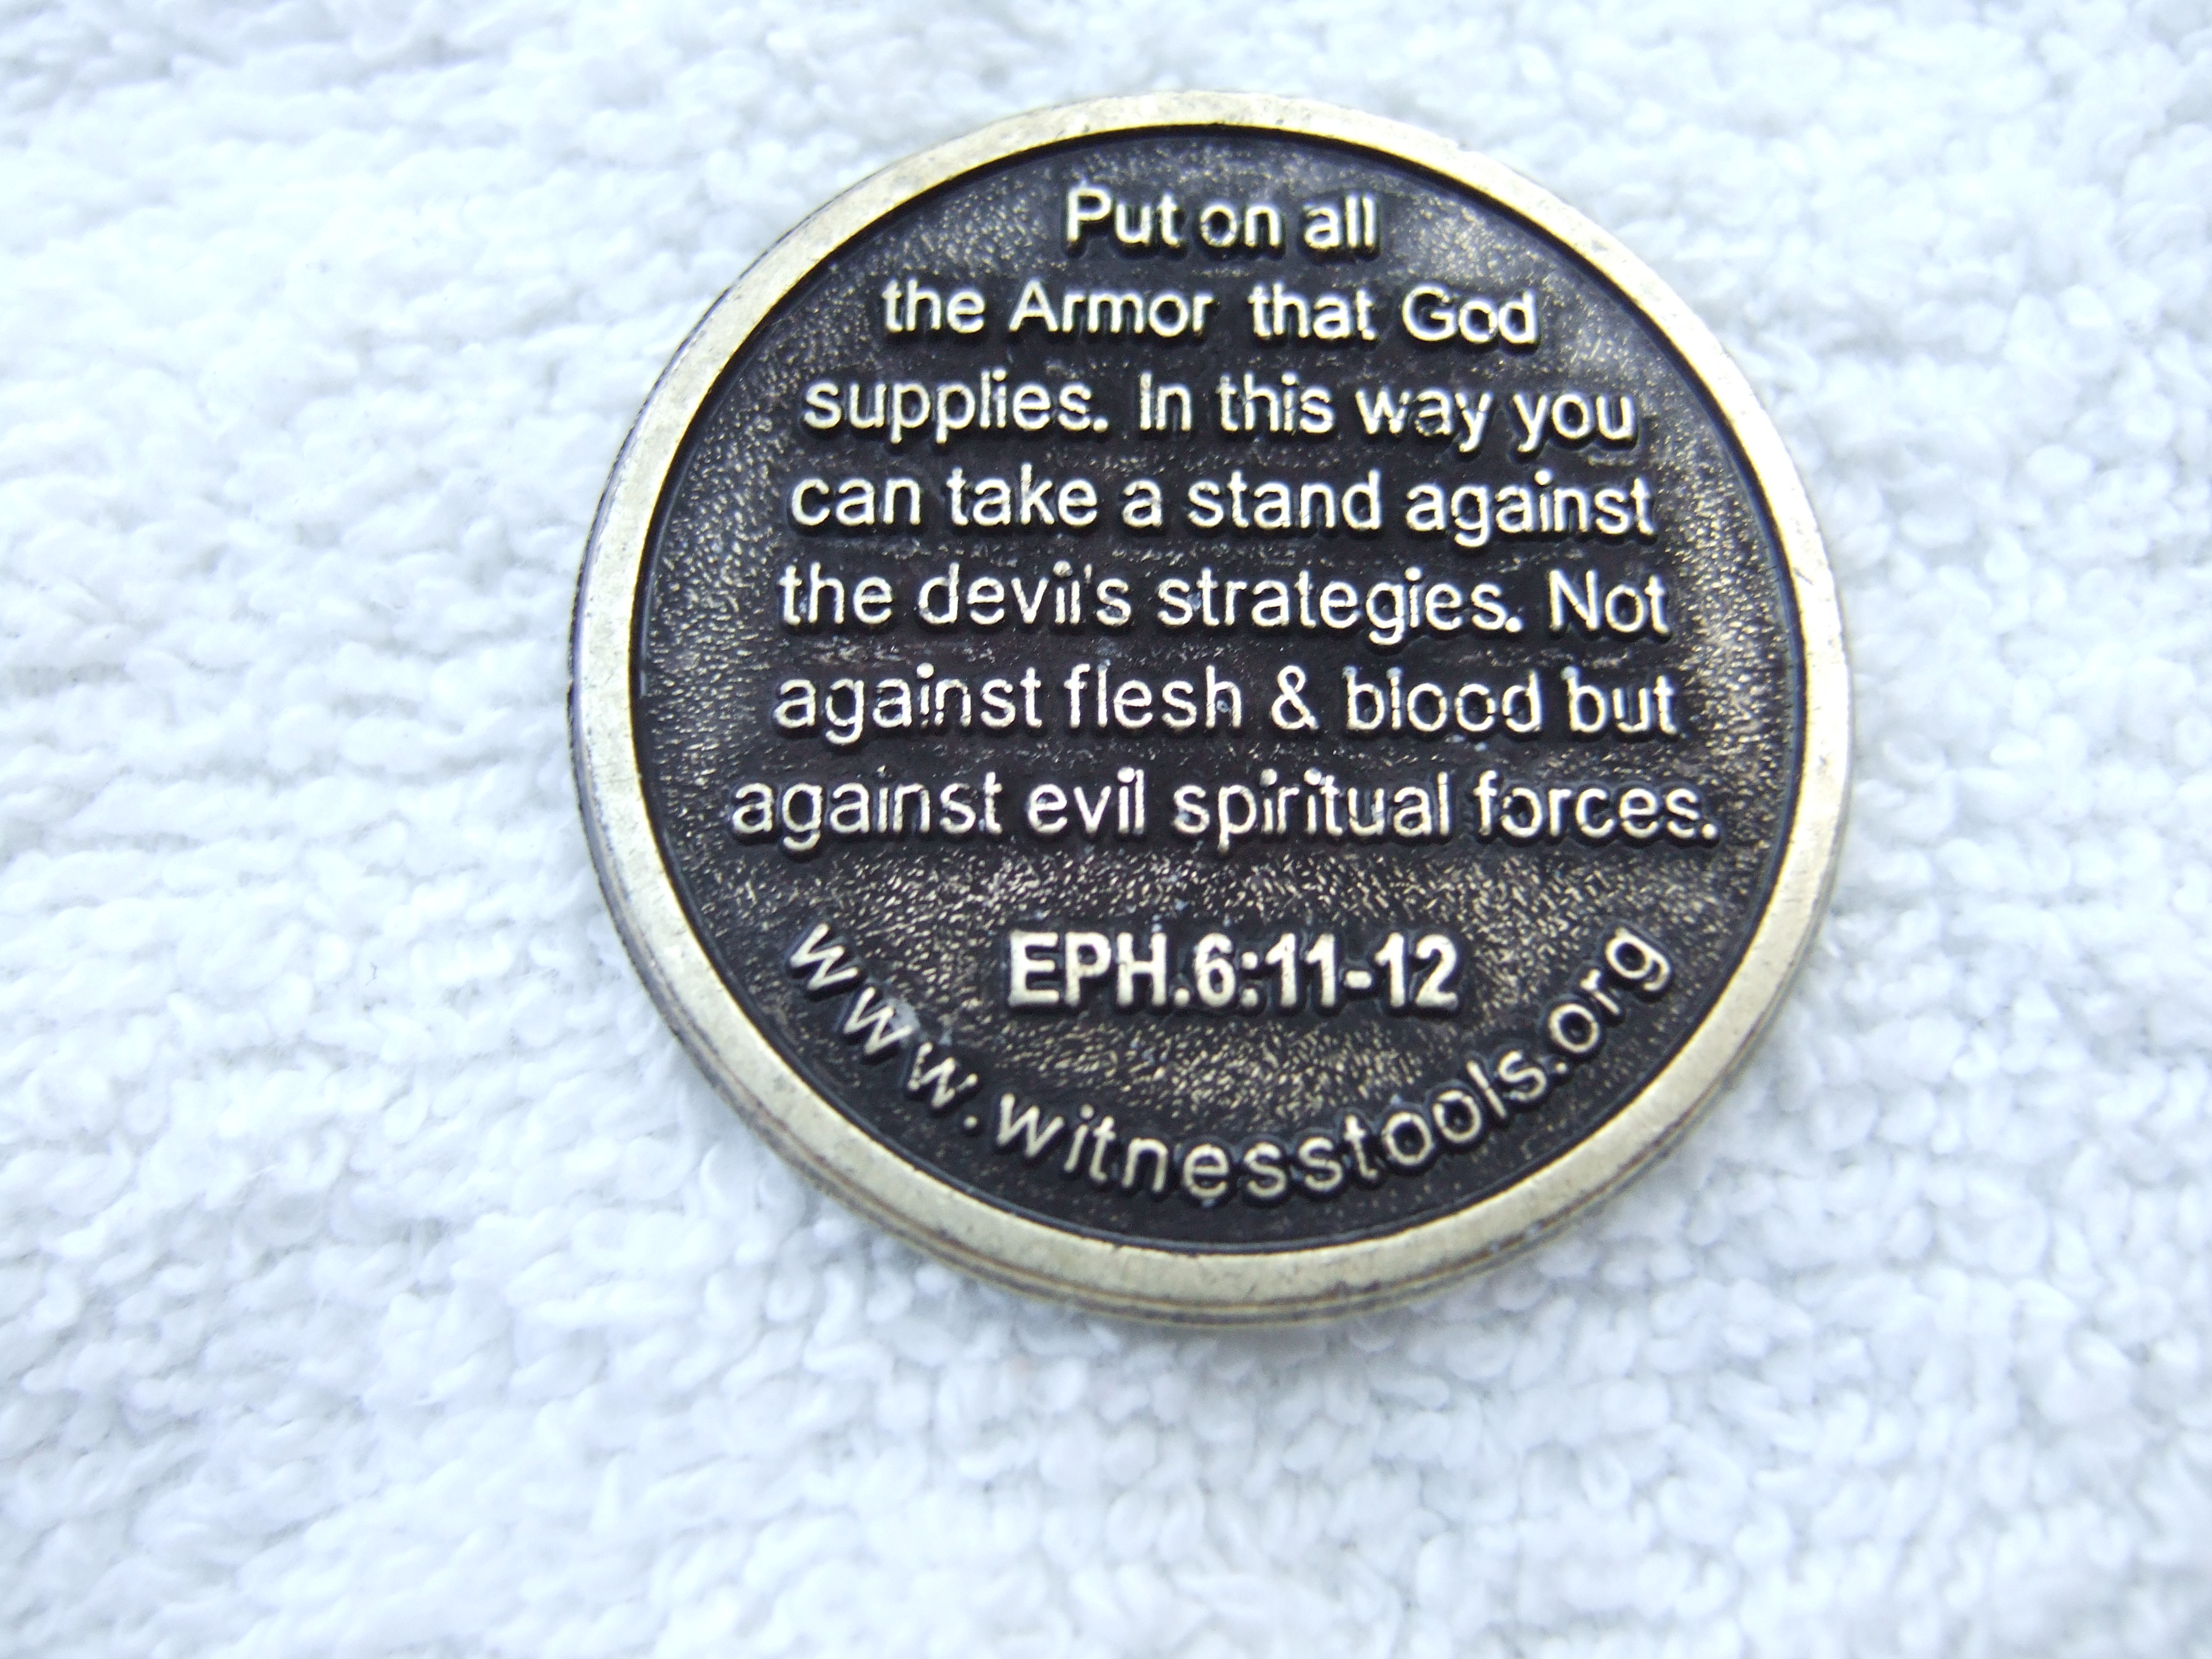 Put on all
the Armor that God
supplies. In this way you
can take a stand against
the devil's strategies. Not
against flesh & blood but
against evil spiritual forces.
EPH.6:11-12
www.witnesstools.org